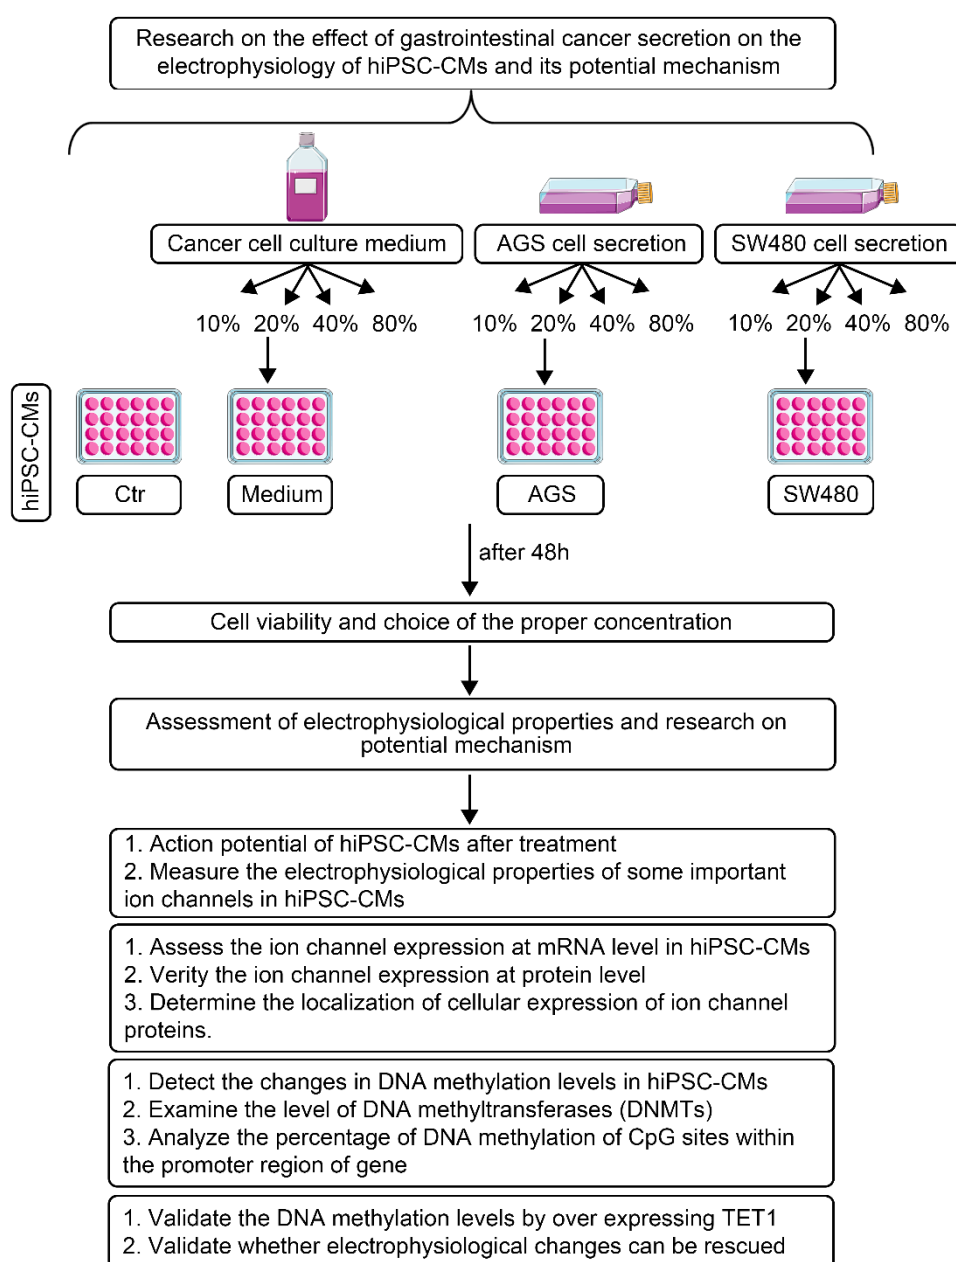 Research on the effect of gastrointestinal cancer secretion on the
electrophysiology of hiPSC-CMs and its potential mechanism
Cancer cell culture medium
AGS cell secretion
SW480 cell secretion
10% 20% 40% 80%
10% 20% 40% 80%
10% 20% 40% 80%
hiPSC-CMs
Ctr
Medium
AGS
SW480
after 48h
Cell viability and choice of the proper concentration
Assessment of electrophysiological properties and research on
potential mechanism
1. Action potential of hiPSC-CMs after treatment
2. Measure the electrophysiological properties of some important
ion channels in hiPSC-CMs
1. Assess the ion channel expression at mRNA level in hiPSC-CMs
2. Verity the ion channel expression at protein level
3. Determine the localization of cellular expression of ion channel
proteins.
1. Detect the changes in DNA methylation levels in hiPSC-CMs
2. Examine the level of DNA methyltransferases (DNMTs)
3. Analyze the percentage of DNA methylation of CpG sites within
the promoter region of gene
1. Validate the DNA methylation levels by over expressing TET1
2. Validate whether electrophysiological changes can be rescued